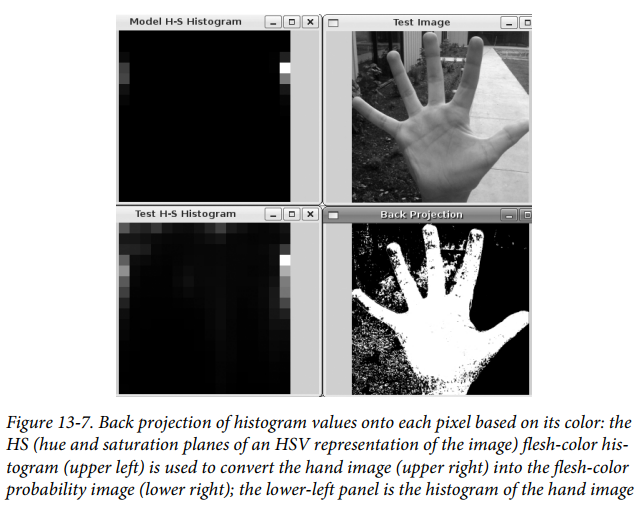 Model H-S Histogram
Test Image
Test H-S Histogram
Back Projection
Figure 13-7. Back projection of histogram values onto each pixel based on its color: the
HS (hue and saturation planes of an HSV representation of the image) flesh-color his-
togram (upper left) is used to convert the hand image (upper right) into the flesh-color
probability image (lower right); the lower-left panel is the histogram of the hand image